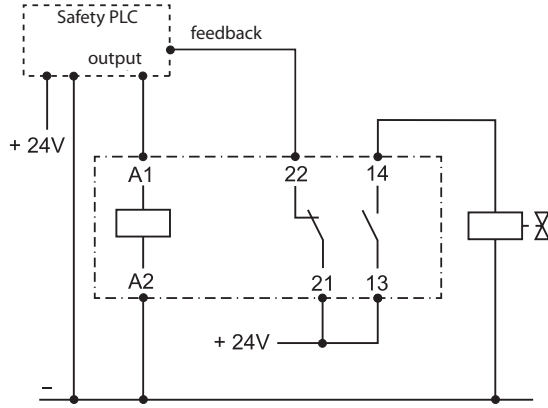 Safety PLC
output
feedback
+ 24V
A1
22
14
A2
21
13
+ 24V
–